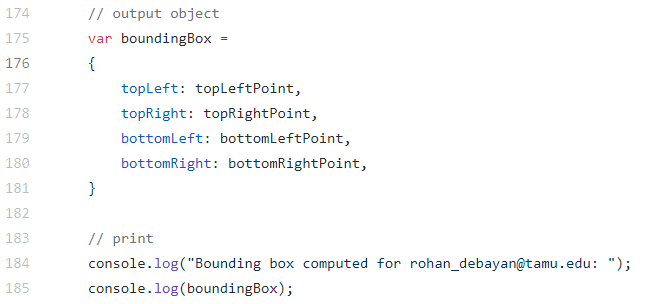 174 // output object
175 var boundingBox =
176 {
177 topLeft: topLeftPoint,
178 topRight: topRightPoint,
179 bottomLeft: bottomLeftPoint,
180 bottomRight: bottomRightPoint,
181 }
182
183 // print
184 console.log("Bounding box computed for rohan_debayan@tamu.edu: ");
185 console.log(boundingBox);